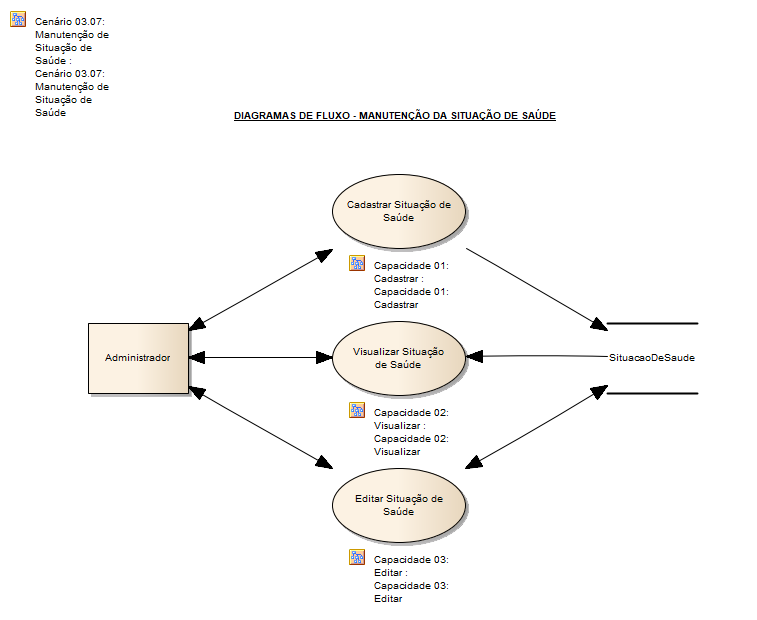 Cenário 03.07:
Manutenção de
Situação de
Saúde :
Cenário 03.07:
Manutenção de
Situação de
Saúde
DIAGRAMAS DE FLUXO - MANUTENÇÃO DA SITUAÇÃO DE SAÚDE
Cadastrar Situação de
Saúde
Capacidade 01:
Cadastrar :
Capacidade 01:
Cadastrar
Administrador
Visualizar Situação
de Saúde
SituacaoDeSaude
Capacidade 02:
Visualizar :
Capacidade 02:
Visualizar
Editar Situação de
Saúde
Capacidade 03:
Editar :
Capacidade 03:
Editar